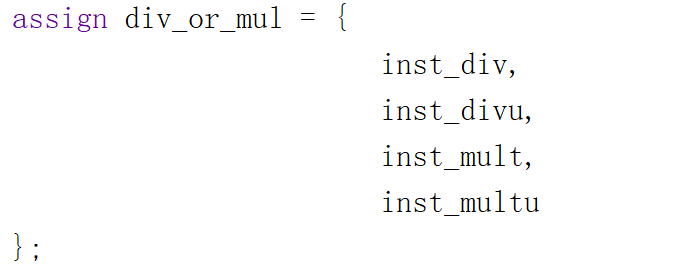 assign div_or_mul = {
inst_div,
inst_divu,
inst_mult,
inst_multu
};